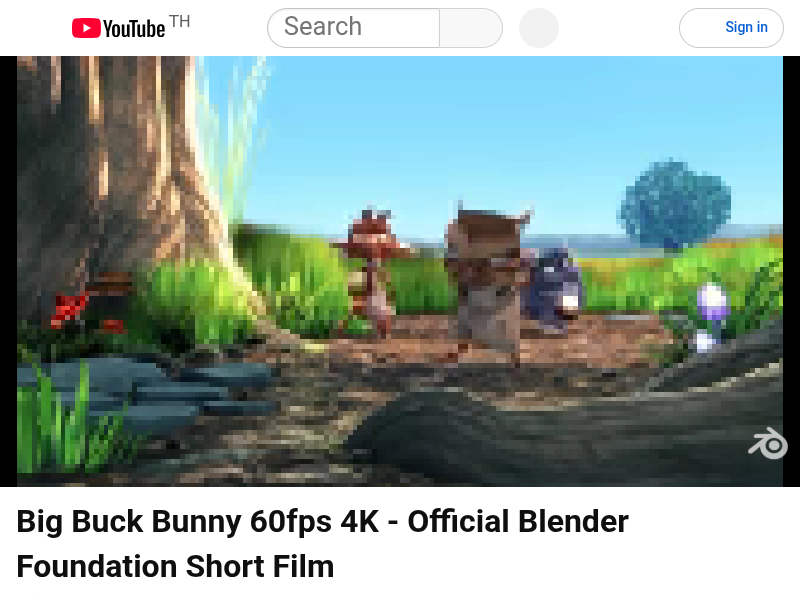 YouTube TH
Search
Sign in
Big Buck Bunny 60fps 4K - Official Blender
Foundation Short Film